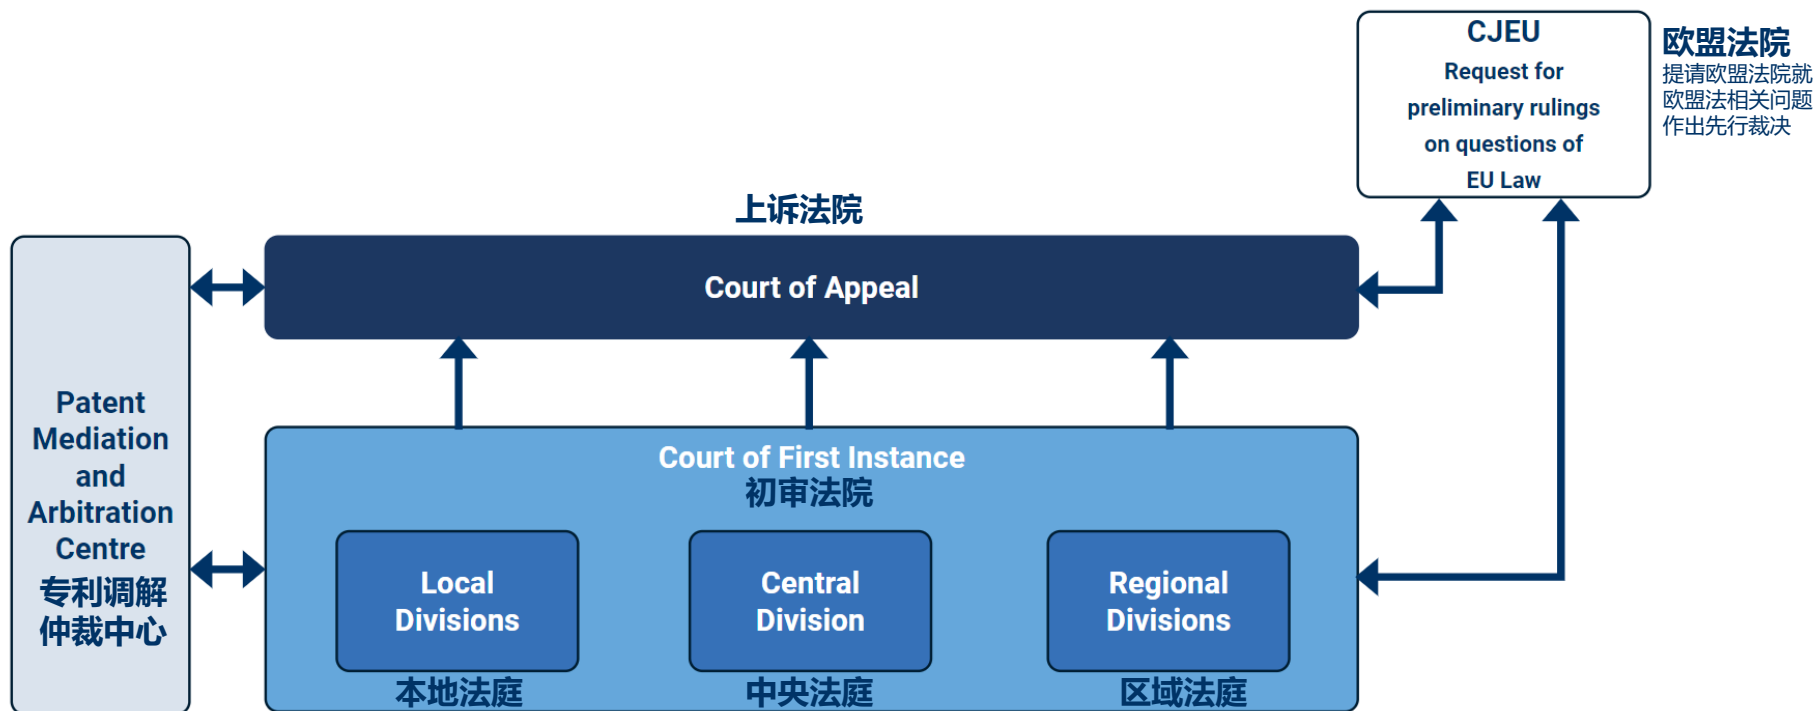 CJEU
Request for
preliminary rulings
on questions of
EU Law
欧盟法院
提请欧盟法院就
欧盟法相关问题
作出先行裁决
上诉法院
Court of Appeal
Patent
Mediation
and
Arbitration
Centre
专利调解
仲裁中心
Court of First Instance
初审法院
Local
Divisions
本地法庭
Central
Division
中央法庭
Regional
Divisions
区域法庭